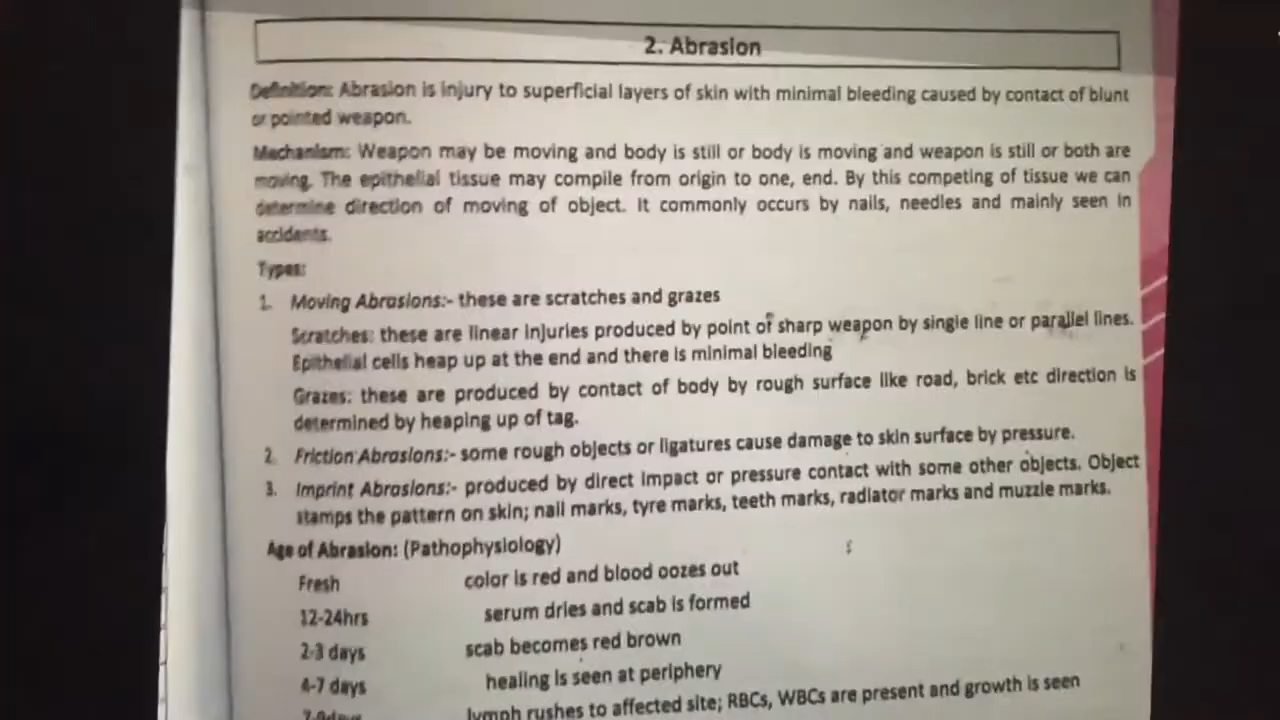 2. Abrasion
Definition: Abrasion is injury to superficial layers of skin with minimal bleeding caused by contact of blunt
or pointed weapon.
Mechanism: Weapon may be moving and body is still or body is moving and weapon is still or both are
moving. The epithelial tissue may compile from origin to one, end. By this competing of tissue we can
determine direction of moving of object. It commonly occurs by nails, needles and mainly seen in
accidents.
Types:
1. Moving Abrasions:- these are scratches and grazes
Scratches: these are linear injuries produced by point of sharp weapon by single line or parallel lines.
Epithelial cells heap up at the end and there is minimal bleeding
Grazes: these are produced by contact of body by rough surface like road, brick etc direction is
determined by heaping up of tag.
2. Friction Abrasions:- some rough objects or ligatures cause damage to skin surface by pressure.
3. Imprint Abrasions:- produced by direct impact or pressure contact with some other objects. Object
stamps the pattern on skin; nail marks, tyre marks, teeth marks, radiator marks and muzzle marks.
Age of Abrasion: (Pathophysiology)
Fresh color is red and blood oozes out
12-24hrs serum dries and scab is formed
2-3 days scab becomes red brown
4-7 days healing is seen at periphery
lymph rushes to affected site; RBCs, WBCs are present and growth is seen